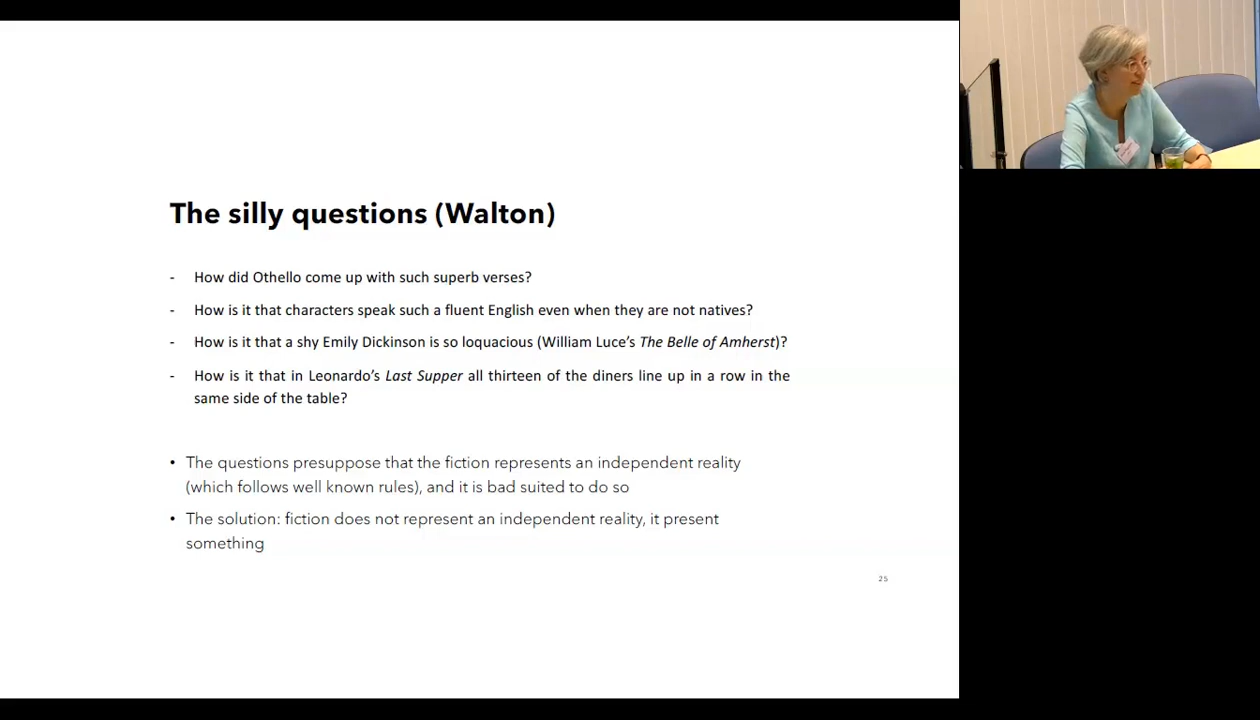 The silly questions (Walton)
- How did Othello come up with such superb verses?
- How is it that characters speak such a fluent English even when they are not natives?
- How is it that a shy Emily Dickinson is so loquacious (William Luce's The Belle of Amherst)?
- How is it that in Leonardo's Last Supper all thirteen of the diners line up in a row in the
same side of the table?
• The questions presuppose that the fiction represents an independent reality
(which follows well known rules), and it is bad suited to do so
• The solution: fiction does not represent an independent reality, it present
something
25